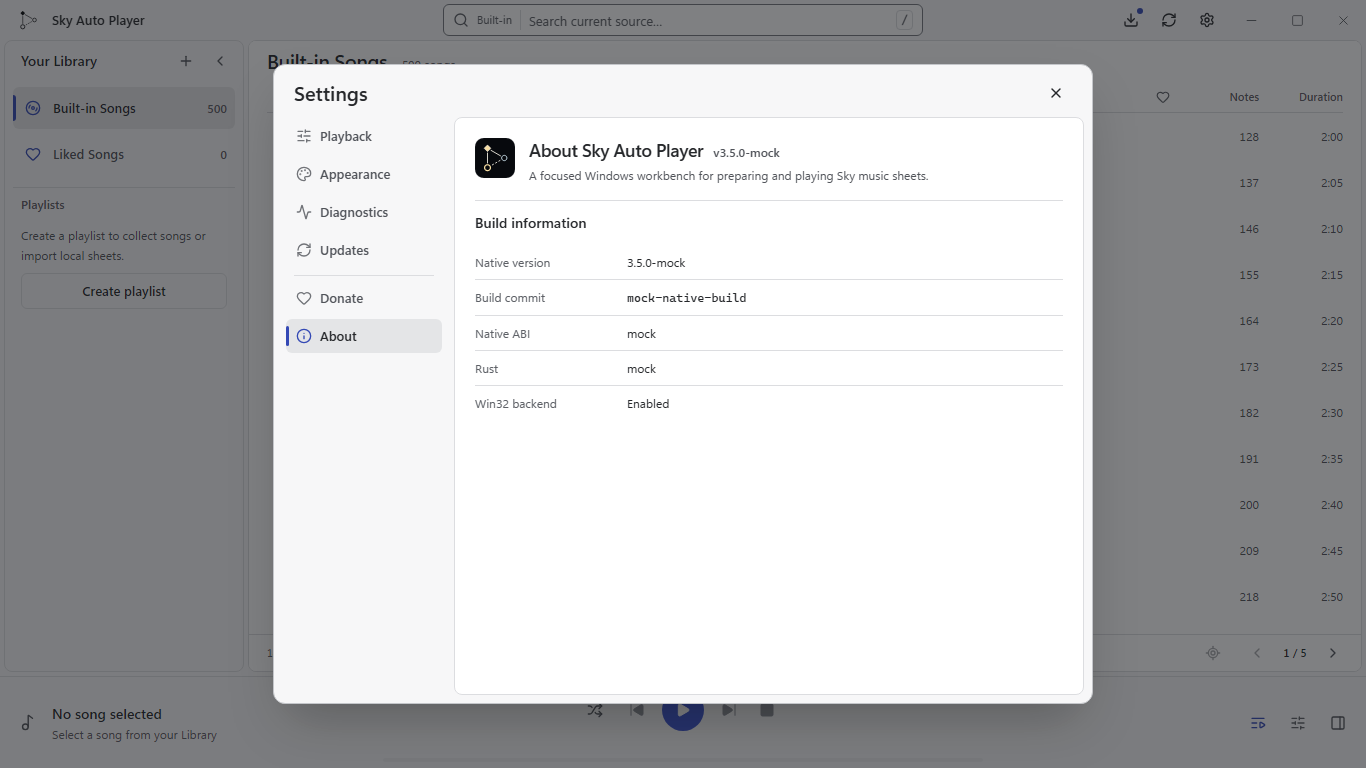 Sky Auto Player
Built-in
Search current source...
/
Your Library
Built-in Songs 500
Liked Songs 0
Playlists
Create a playlist to collect songs or
import local sheets.
Create playlist
Built-in Songs 500 songs
Notes Duration
128 2:00
137 2:05
146 2:10
155 2:15
164 2:20
173 2:25
182 2:30
191 2:35
200 2:40
209 2:45
218 2:50
1 / 5
Settings
Playback
Appearance
Diagnostics
Updates
Donate
About
About Sky Auto Player v3.5.0-mock
A focused Windows workbench for preparing and playing Sky music sheets.
Build information
Native version 3.5.0-mock
Build commit mock-native-build
Native ABI mock
Rust mock
Win32 backend Enabled
No song selected
Select a song from your Library